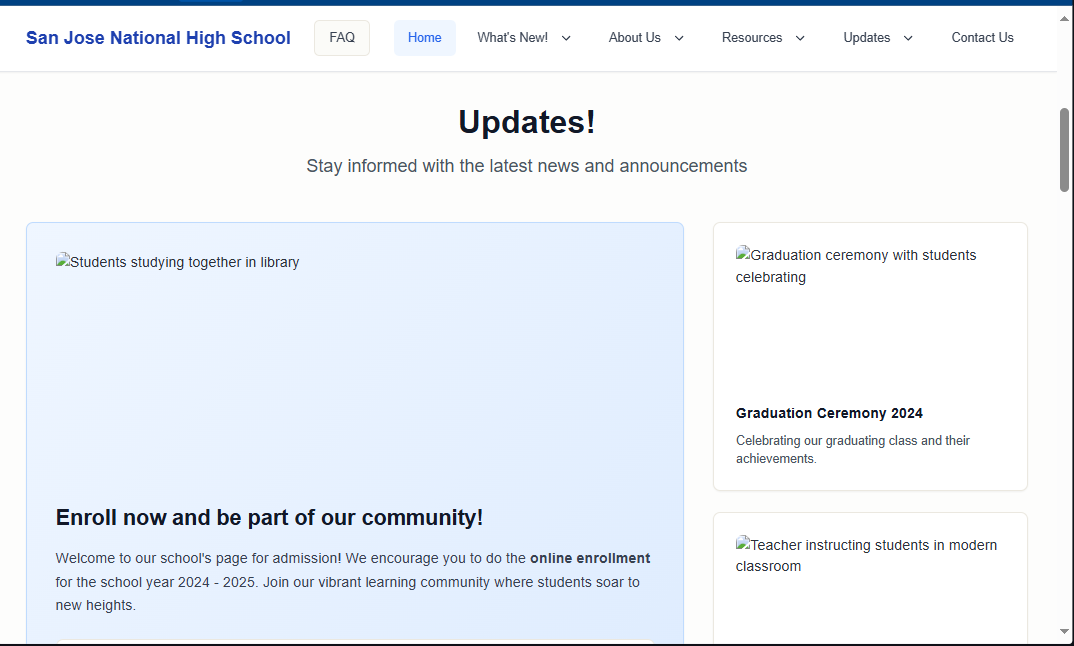 San Jose National High School
FAQ
Home
What's New!
About Us
Resources
Updates
Contact Us
Updates!
Stay informed with the latest news and announcements
Students studying together in library
Enroll now and be part of our community!
Welcome to our school's page for admission! We encourage you to do the online enrollment
for the school year 2024 - 2025. Join our vibrant learning community where students soar to
new heights.
Graduation ceremony with students
celebrating
Graduation Ceremony 2024
Celebrating our graduating class and their
achievements.
Teacher instructing students in modern
classroom